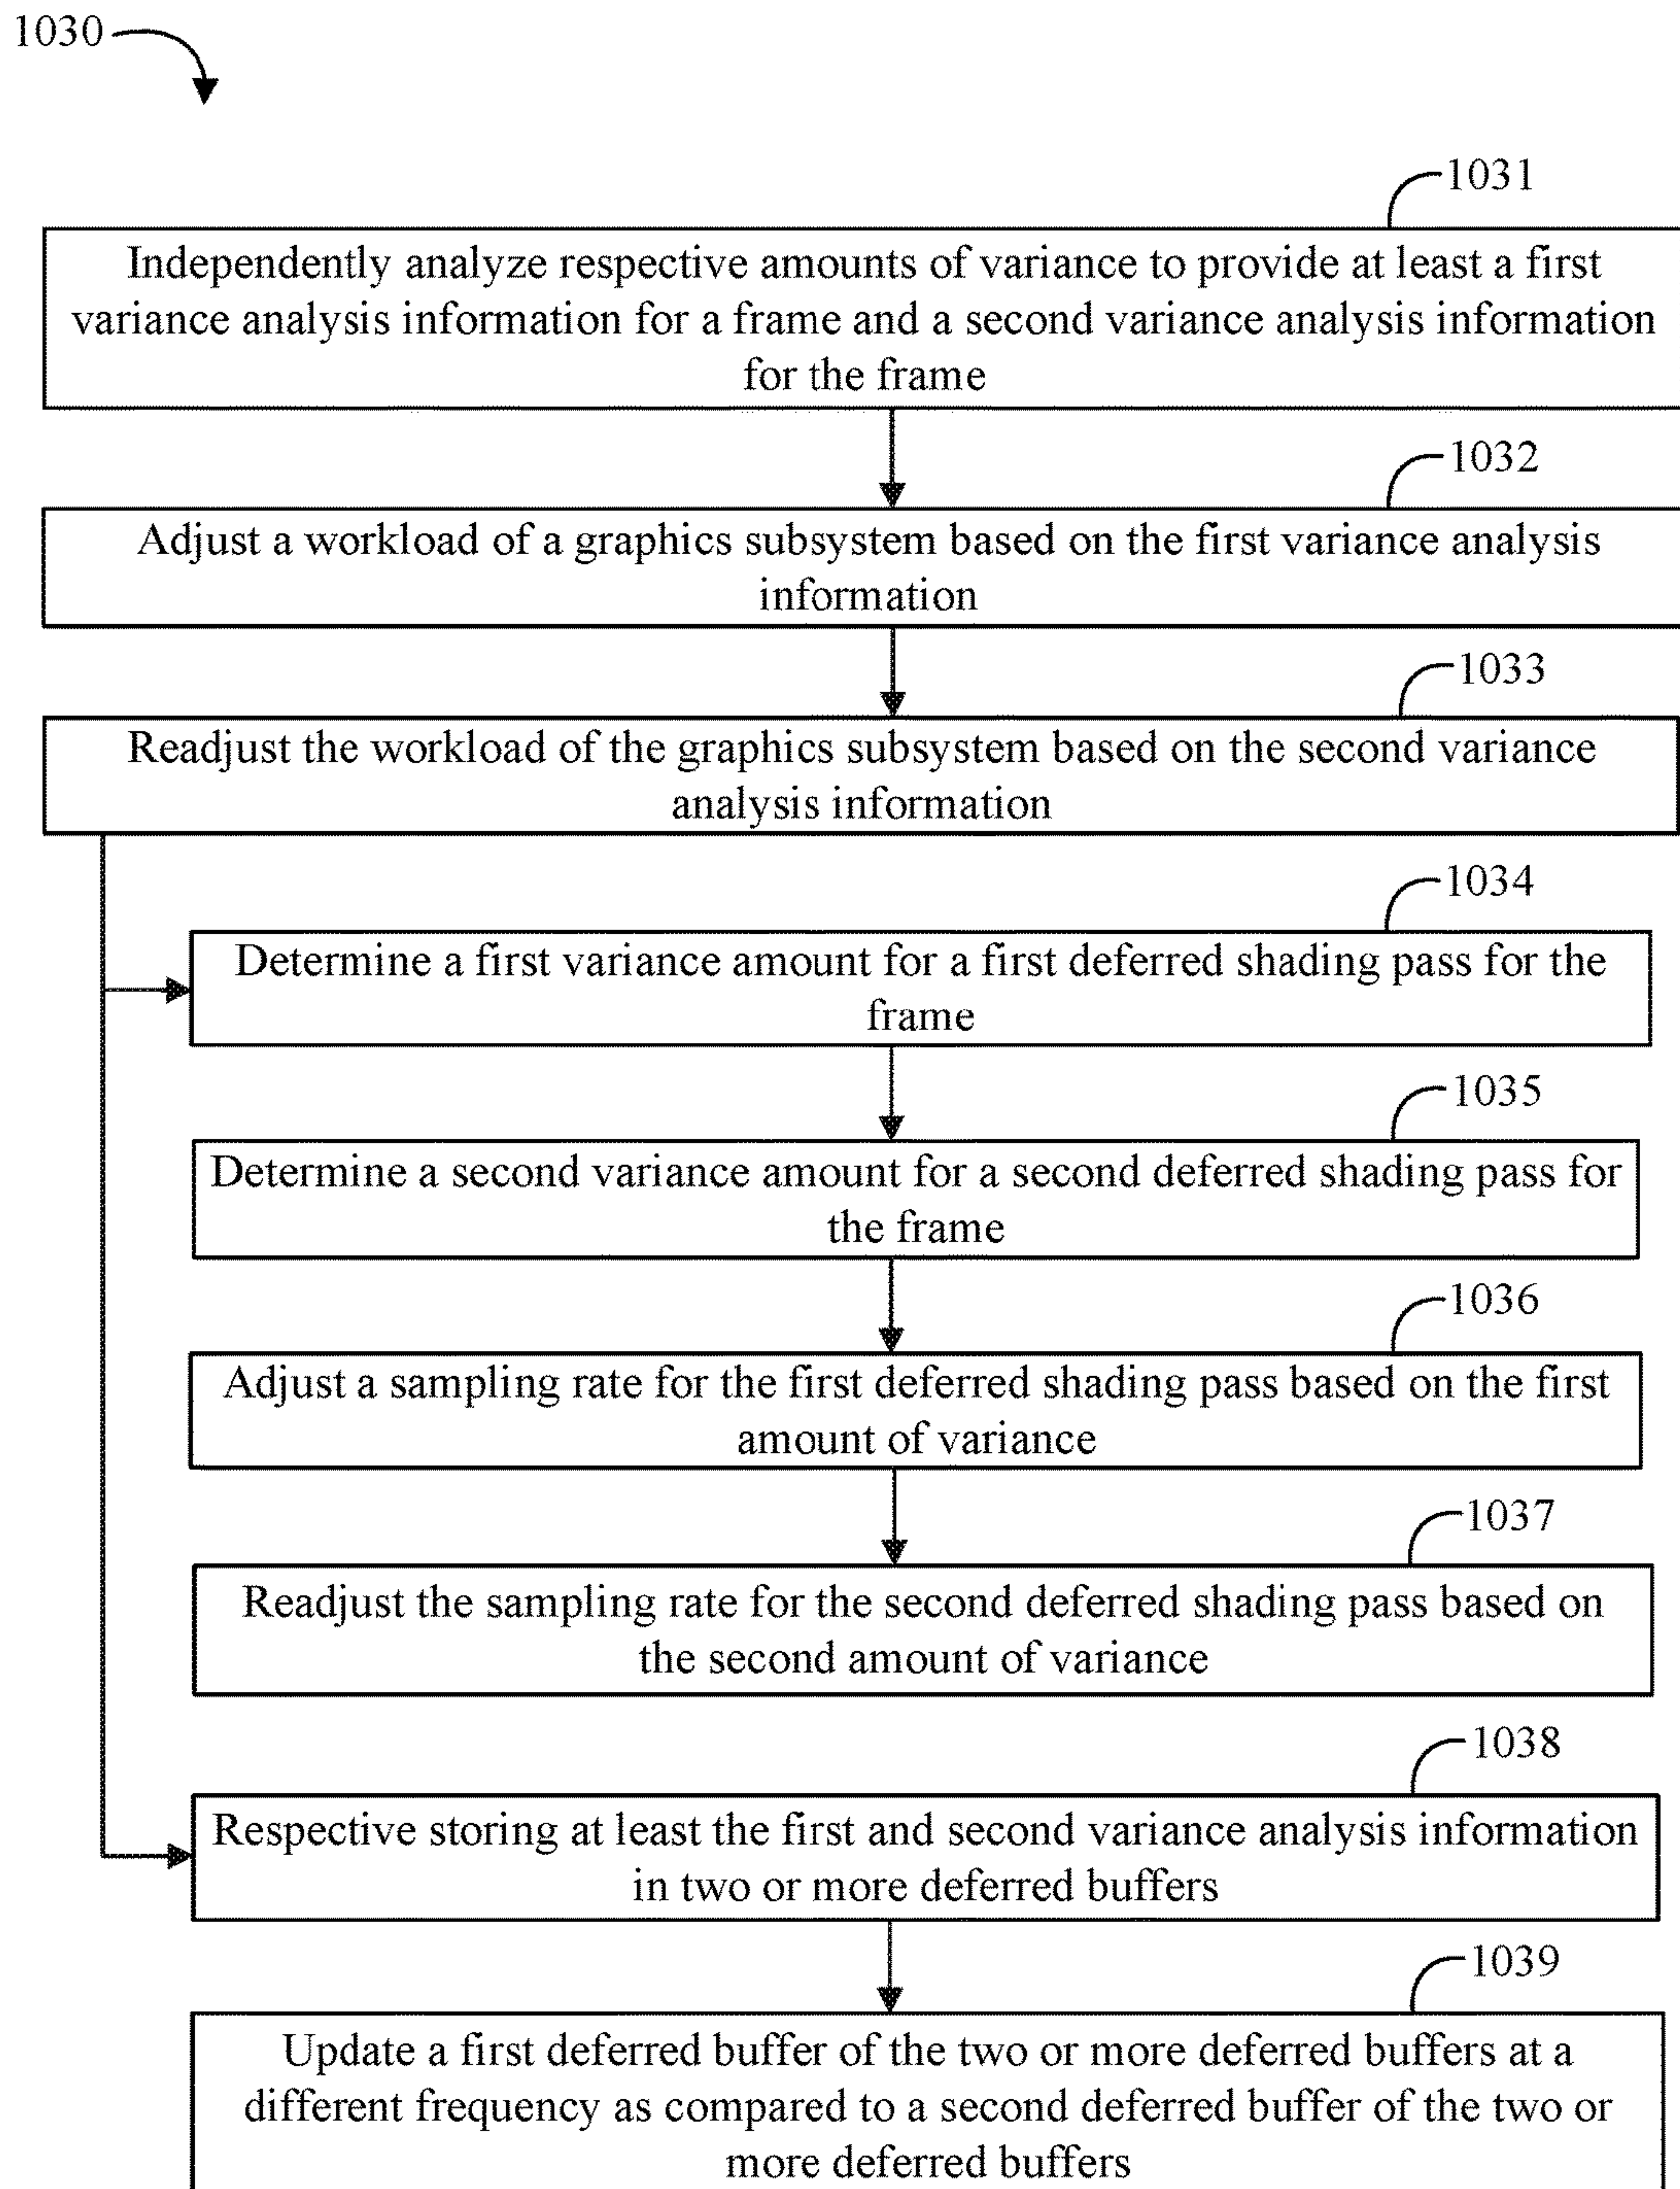 1030
1031
Independently analyze respective amounts of variance to provide at least a first
variance analysis information for a frame and a second variance analysis information
for the frame
1032
Adjust a workload of a graphics subsystem based on the first variance analysis
information
1033
Readjust the workload of the graphics subsystem based on the second variance
analysis information
1034
Determine a first variance amount for a first deferred shading pass for the
frame
1035
Determine a second variance amount for a second deferred shading pass for
the frame
1036
Adjust a sampling rate for the first deferred shading pass based on the first
amount of variance
1037
Readjust the sampling rate for the second deferred shading pass based on
the second amount of variance
1038
Respective storing at least the first and second variance analysis information
in two or more deferred buffers
1039
Update a first deferred buffer of the two or more deferred buffers at a
different frequency as compared to a second deferred buffer of the two or
more deferred buffers